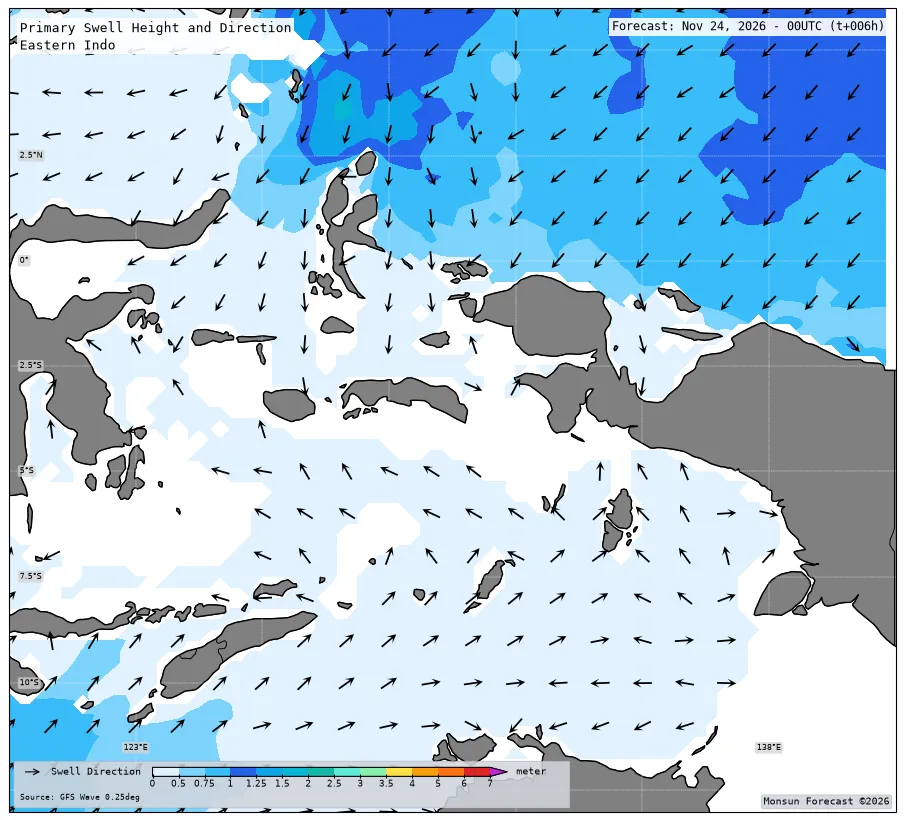 Primary Swell Height and Direction
Eastern Indo
Forecast: Nov 24, 2026 - 00UTC (t+006h)
2.5°N
0°
2.5°S
5°S
7.5°S
10°S
123°E
138°E
Swell Direction
meter
0 0.5 0.75 1 1.25 1.5 2 2.5 3 3.5 4 5 6 7
Source: GFS Wave 0.25deg
Monsun Forecast ©2026